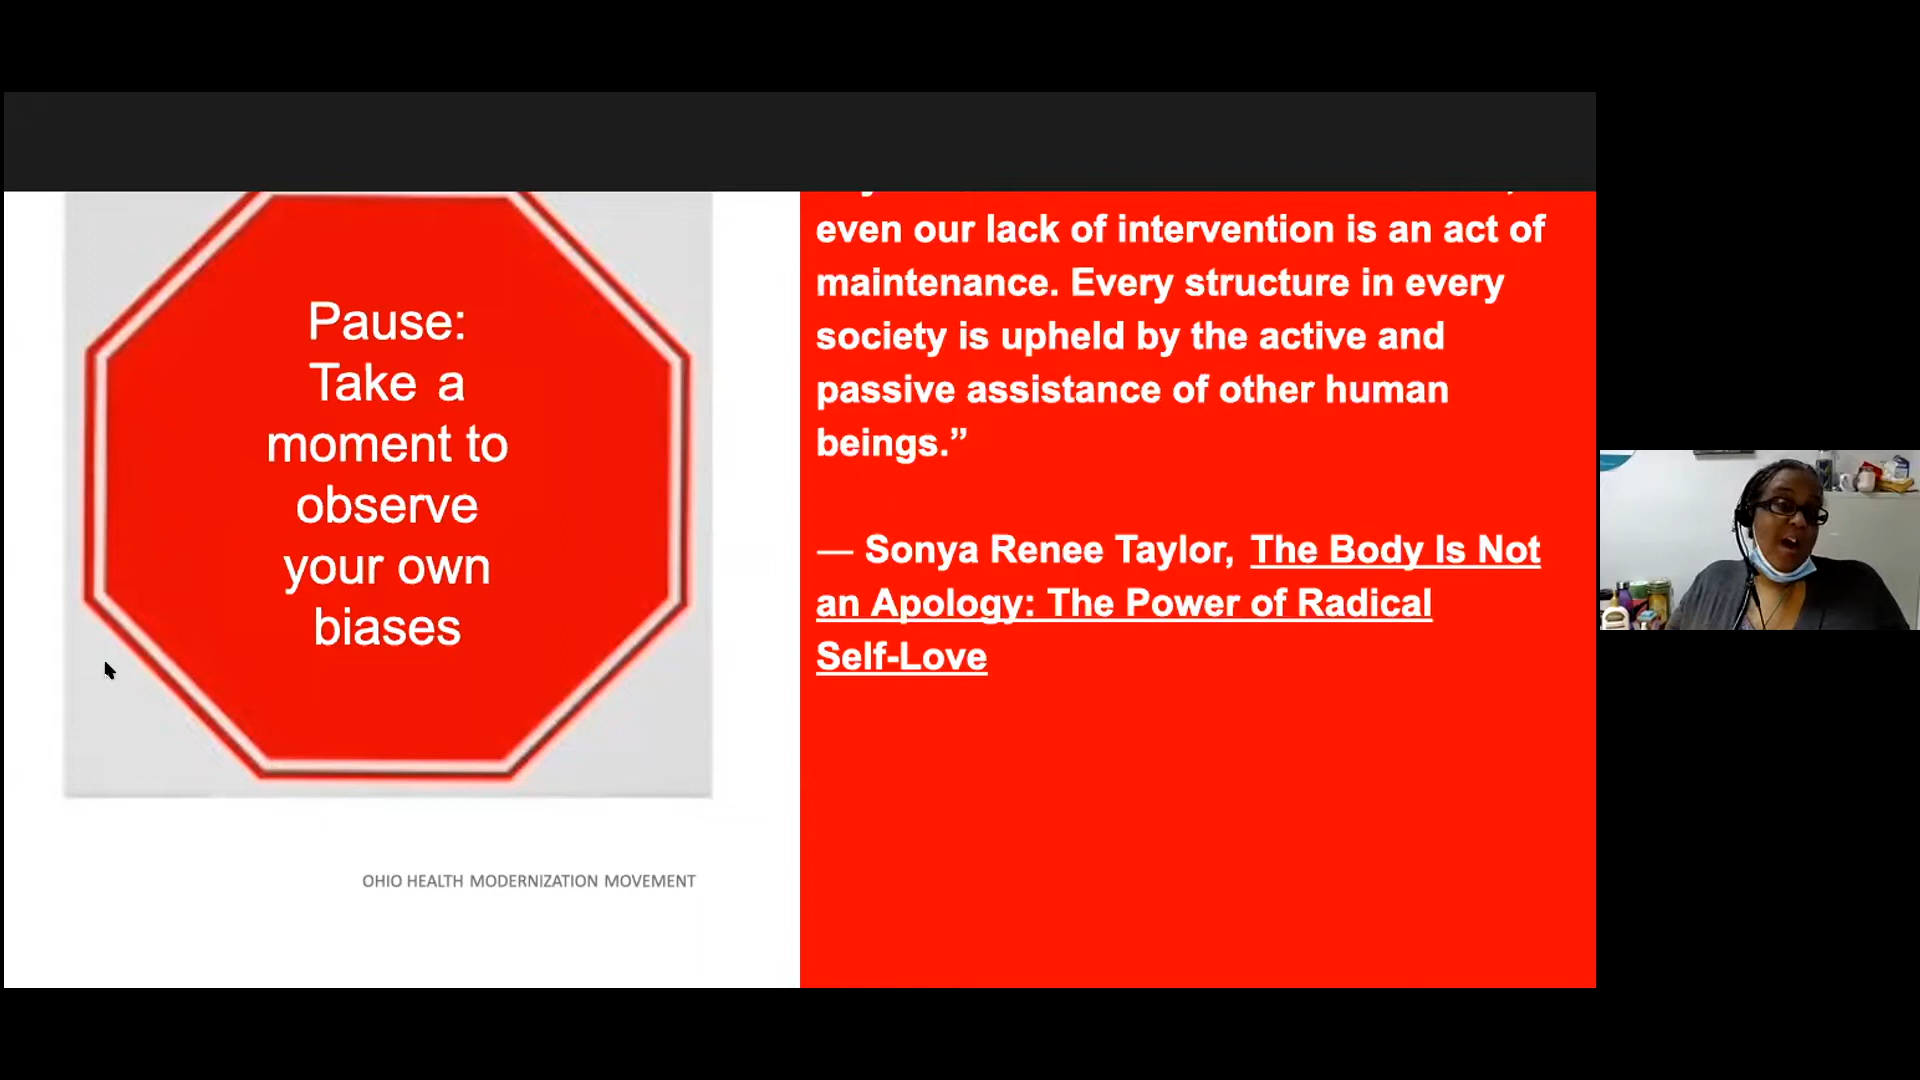 Pause:
Take a
moment to
observe
your own
biases
OHIO HEALTH MODERNIZATION MOVEMENT
even our lack of intervention is an act of
maintenance. Every structure in every
society is upheld by the active and
passive assistance of other human
beings.”
— Sonya Renee Taylor, The Body Is Not
an Apology: The Power of Radical
Self-Love